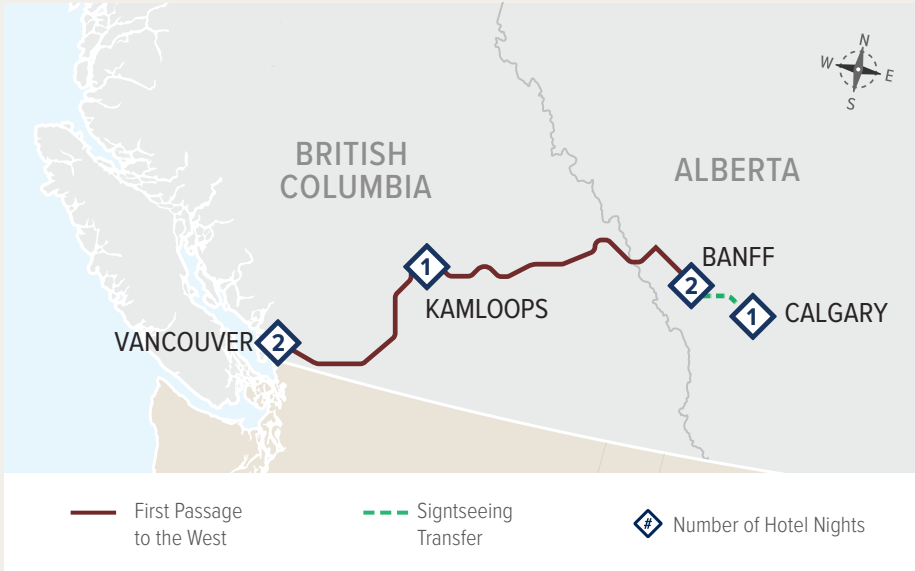 N
W
E
S
BRITISH
COLUMBIA
ALBERTA
BANFF
1
2
KAMLOOPS
1
CALGARY
VANCOUVER
2
First Passage
to the West
Signtseeing
Transfer
# Number of Hotel Nights